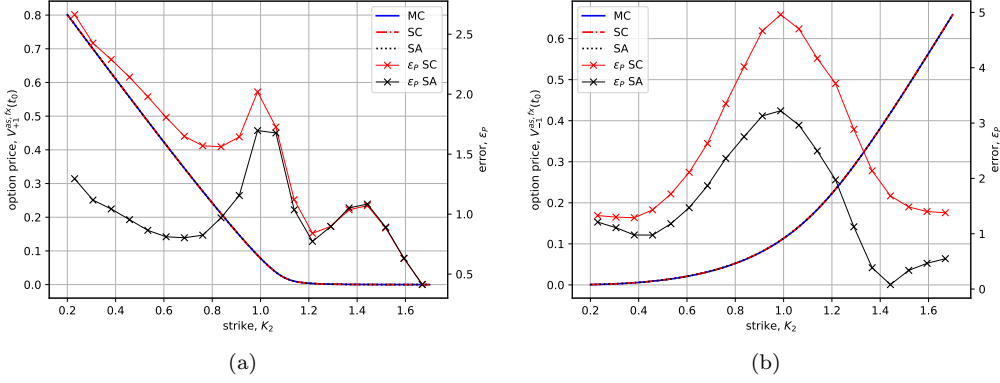 MC
SC
SA
ε_P SC
ε_P SA
option price, V_{+1}^{as,fx}(t_0)
0.8
0.7
0.6
0.5
0.4
0.3
0.2
0.1
0.0
0.2 0.4 0.6 0.8 1.0 1.2 1.4 1.6
strike, K_2
2.5
2.0
1.5
1.0
0.5
error, ε_P
(a)
MC
SC
SA
ε_P SC
ε_P SA
option price, V_{-1}^{as,fx}(t_0)
0.6
0.5
0.4
0.3
0.2
0.1
0.0
0.2 0.4 0.6 0.8 1.0 1.2 1.4 1.6
strike, K_2
5
4
3
2
1
0
error, ε_P
(b)